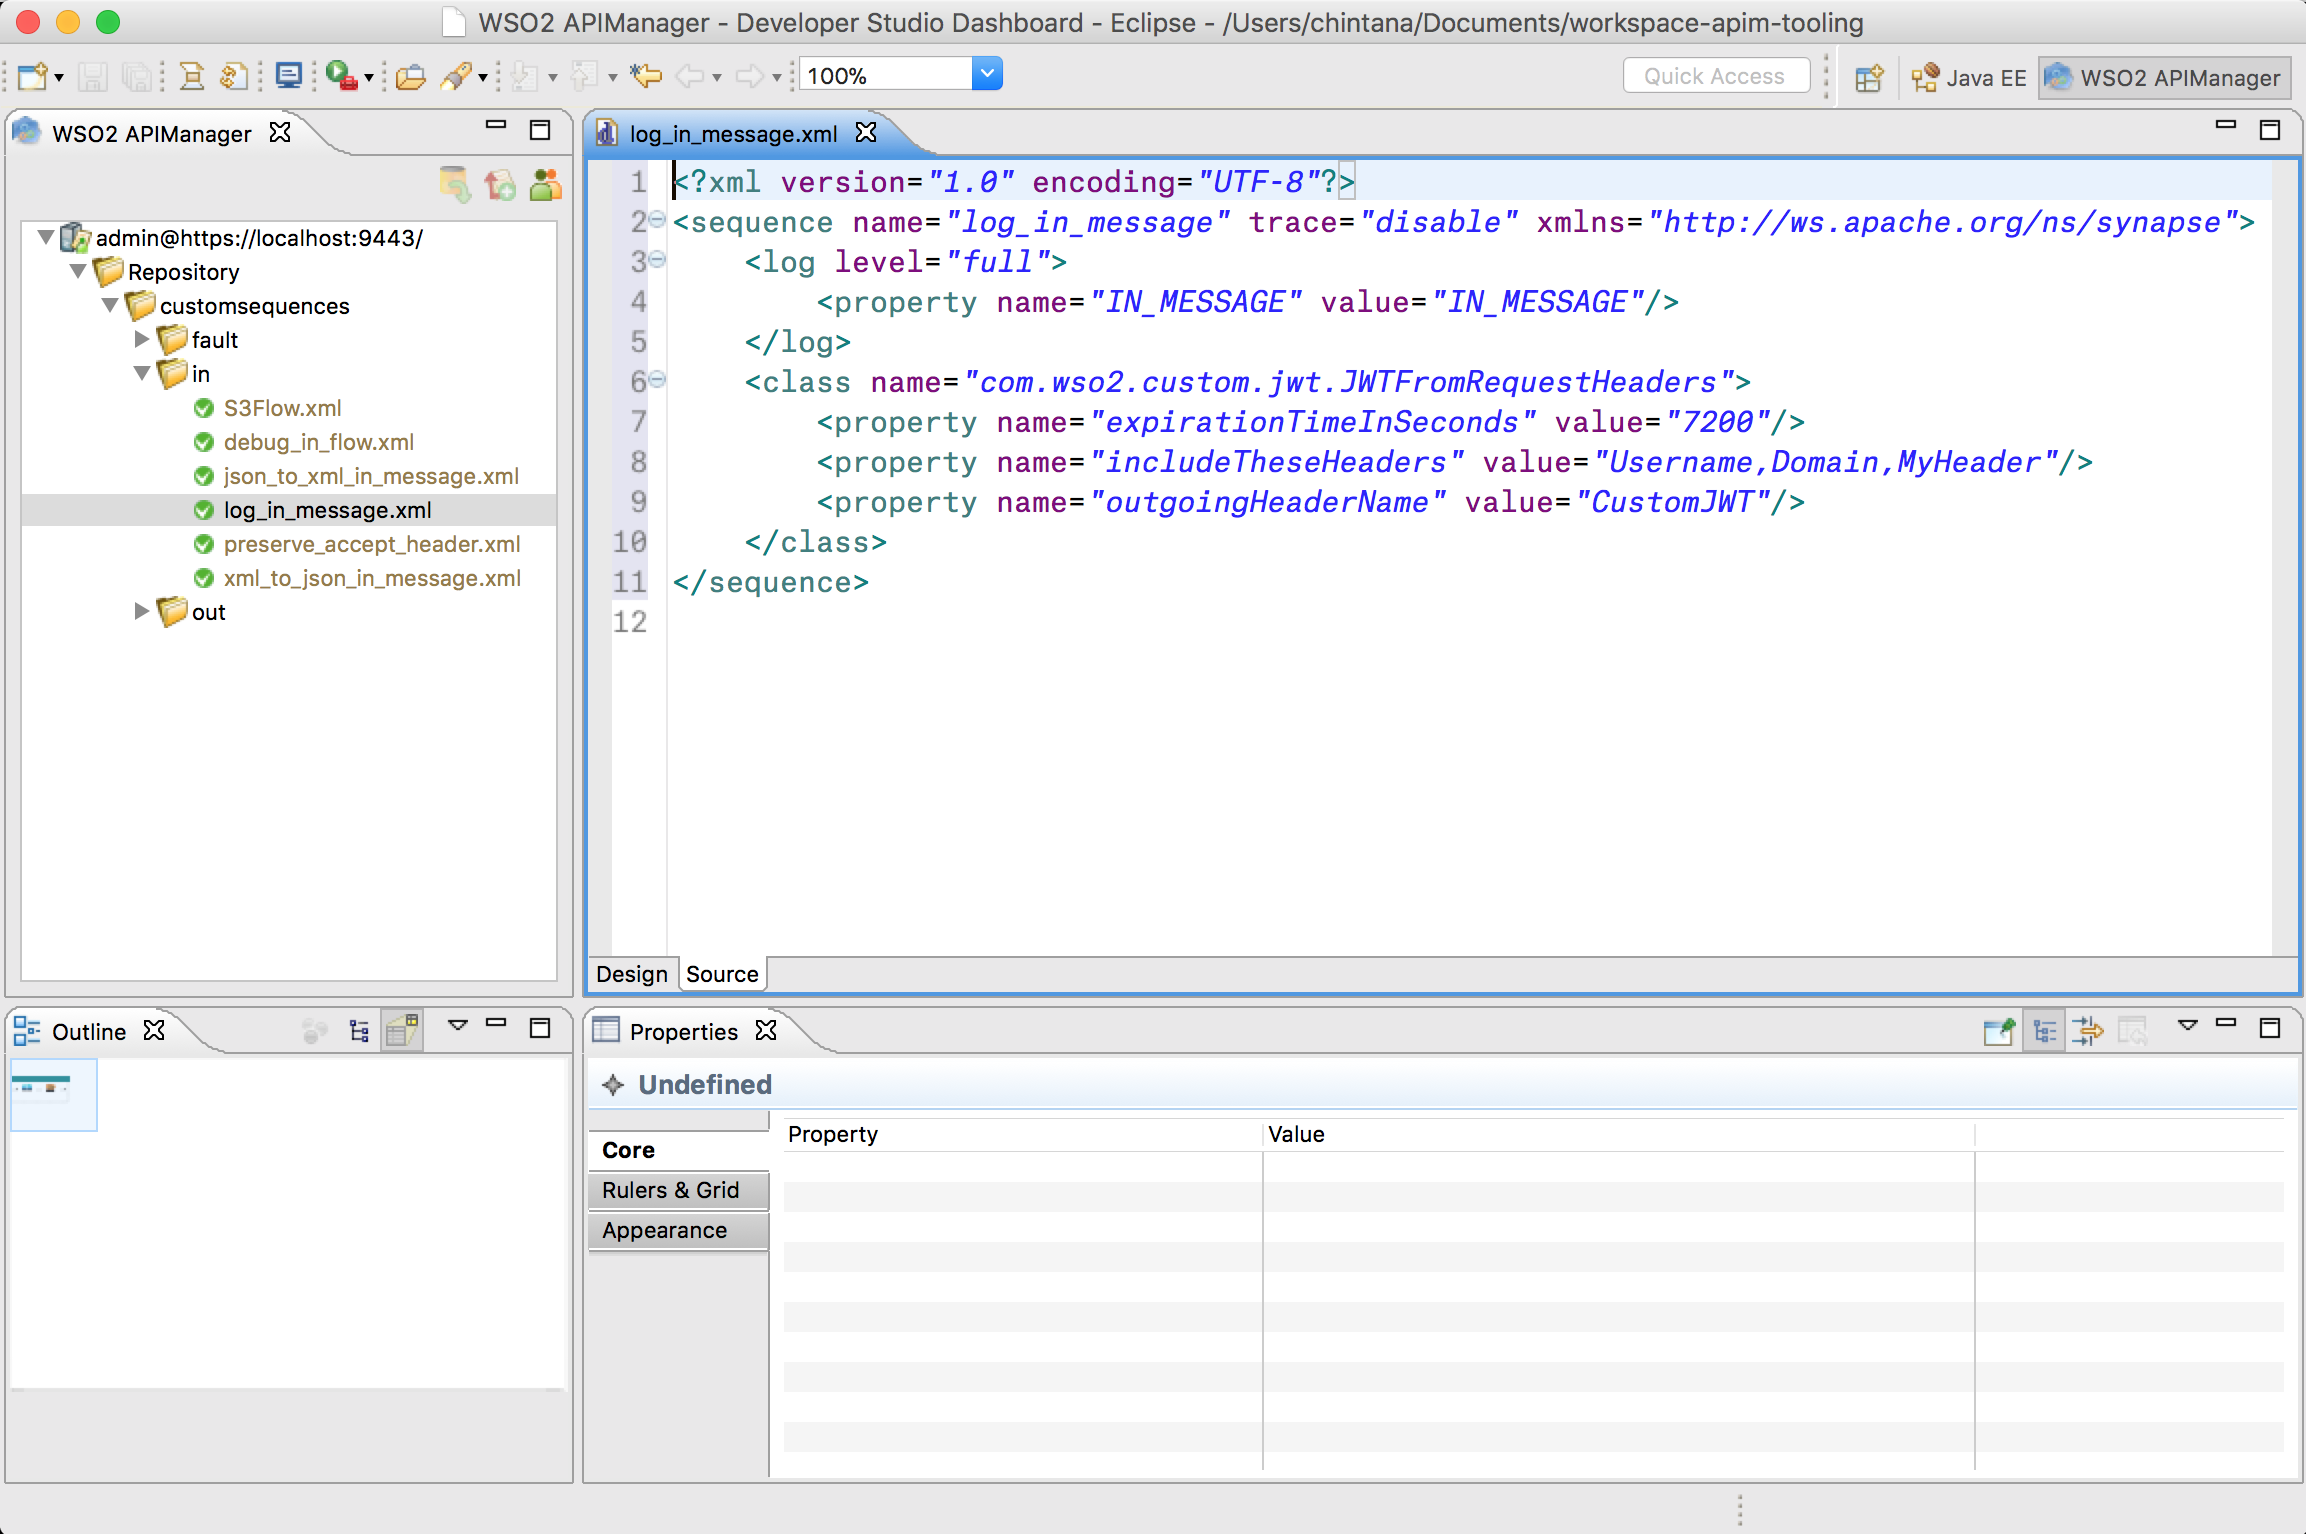 WSO2 APIManager - Developer Studio Dashboard - Eclipse - /Users/chintana/Documents/workspace-apim-tooling
100%
Quick Access
Java EE
WSO2 APIManager
WSO2 APIManager
admin@https://localhost:9443/
Repository
customsequences
fault
in
S3Flow.xml
debug_in_flow.xml
json_to_xml_in_message.xml
log_in_message.xml
preserve_accept_header.xml
xml_to_json_in_message.xml
out
log_in_message.xml
1 <?xml version="1.0" encoding="UTF-8"?>
2 <sequence name="log_in_message" trace="disable" xmlns="http://ws.apache.org/ns/synapse">
3     <log level="full">
4         <property name="IN_MESSAGE" value="IN_MESSAGE"/>
5     </log>
6     <class name="com.wso2.custom.jwt.JWTFromRequestHeaders">
7         <property name="expirationTimeInSeconds" value="7200"/>
8         <property name="includeTheseHeaders" value="Username,Domain,MyHeader"/>
9         <property name="outgoingHeaderName" value="CustomJWT"/>
10     </class>
11 </sequence>
12
Design Source
Outline
Properties
Undefined
Core
Rulers & Grid
Appearance
Property Value